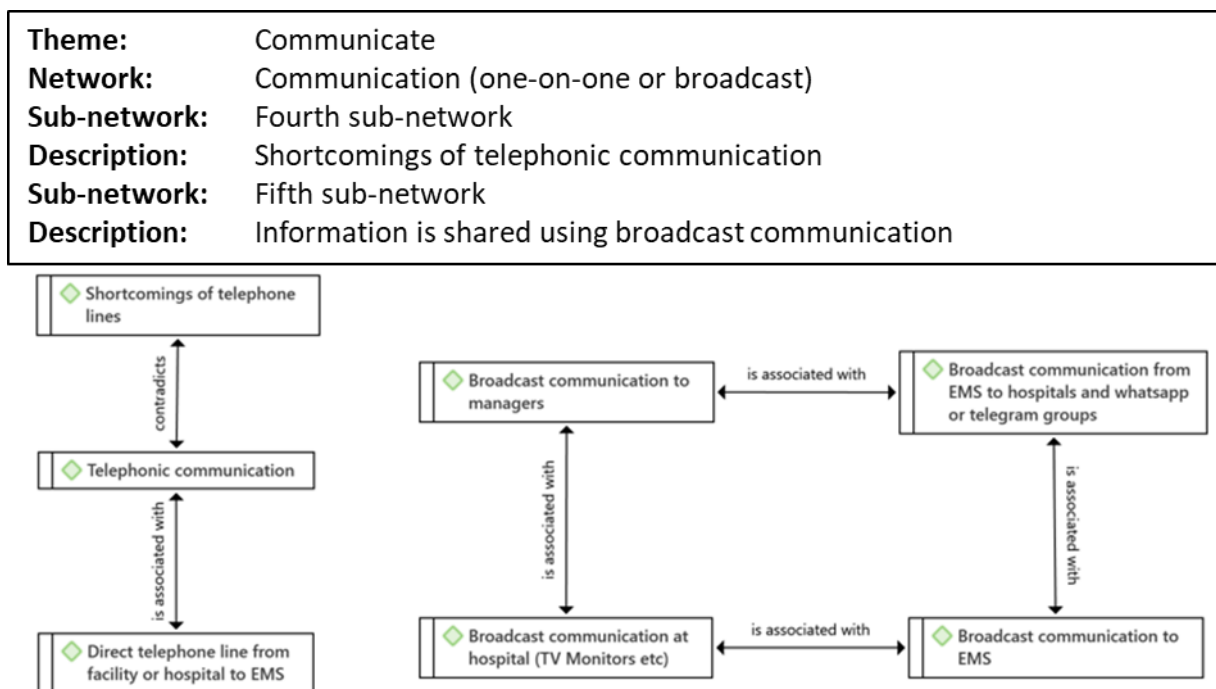 Theme: Communicate
Network: Communication (one-on-one or broadcast)
Sub-network: Fourth sub-network
Description: Shortcomings of telephonic communication
Sub-network: Fifth sub-network
Description: Information is shared using broadcast communication
Shortcomings of telephone
lines
contradicts
Telephonic communication
is associated with
Direct telephone line from
facility or hospital to EMS
Broadcast communication to
managers
is associated with
Broadcast communication from
EMS to hospitals and whatsapp
or telegram groups
is associated with
is associated with
Broadcast communication at
hospital (TV Monitors etc)
is associated with
Broadcast communication to
EMS